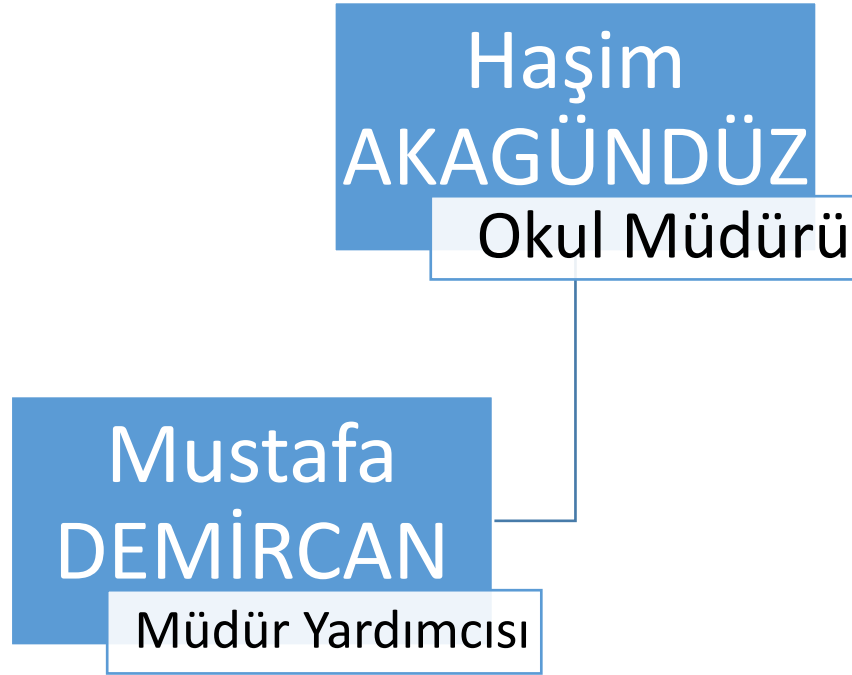 Haşim
AKAGÜNDÜZ
Okul Müdürü
Mustafa
DEMİRCAN
Müdür Yardımcısı